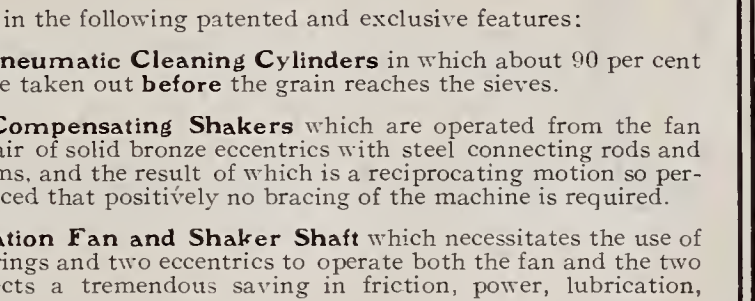 in the following patented and exclusive features:
neumatic Cleaning Cylinders in which about 90 per cent
e taken out before the grain reaches the sieves.
Compensating Shakers which are operated from the fan
air of solid bronze eccentrics with steel connecting rods and
ns, and the result of which is a reciprocating motion so per-
ced that positively no bracing of the machine is required.
ation Fan and Shaker Shaft which necessitates the use of
ings and two eccentrics to operate both the fan and the two
cts a tremendous saving in friction, power, lubrication,